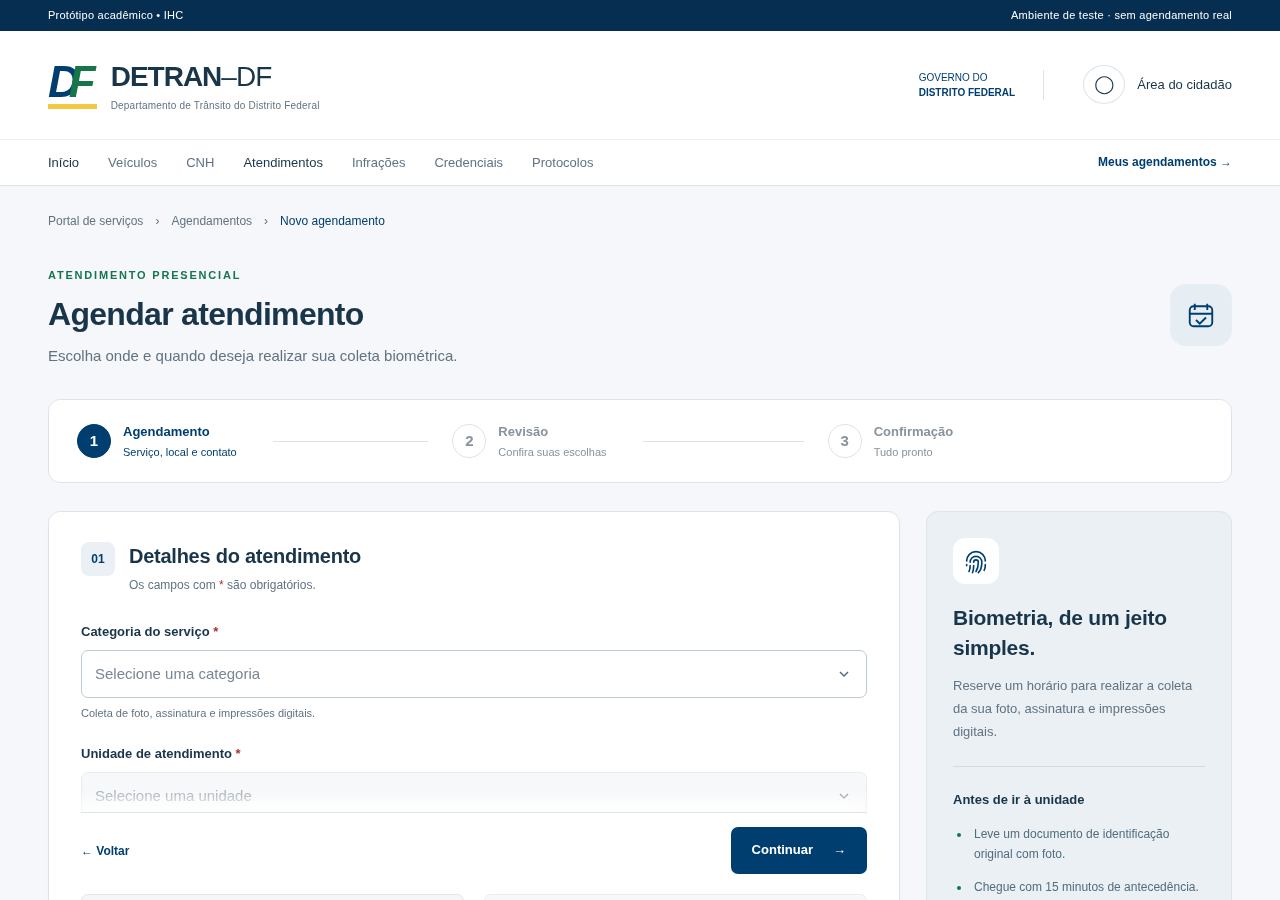 Protótipo acadêmico • IHC
Ambiente de teste · sem agendamento real
DF
DETRAN–DF
Departamento de Trânsito do Distrito Federal
GOVERNO DO
DISTRITO FEDERAL
Área do cidadão
Início
Veículos
CNH
Atendimentos
Infrações
Credenciais
Protocolos
Meus agendamentos →
Portal de serviços › Agendamentos › Novo agendamento
ATENDIMENTO PRESENCIAL
Agendar atendimento
Escolha onde e quando deseja realizar sua coleta biométrica.
1
Agendamento
Serviço, local e contato
2
Revisão
Confira suas escolhas
3
Confirmação
Tudo pronto
01
Detalhes do atendimento
Os campos com * são obrigatórios.
Categoria do serviço *
Selecione uma categoria
Coleta de foto, assinatura e impressões digitais.
Unidade de atendimento *
Selecione uma unidade
← Voltar
Continuar →
Biometria, de um jeito
simples.
Reserve um horário para realizar a coleta
da sua foto, assinatura e impressões
digitais.
Antes de ir à unidade
• Leve um documento de identificação
original com foto.
• Chegue com 15 minutos de antecedência.